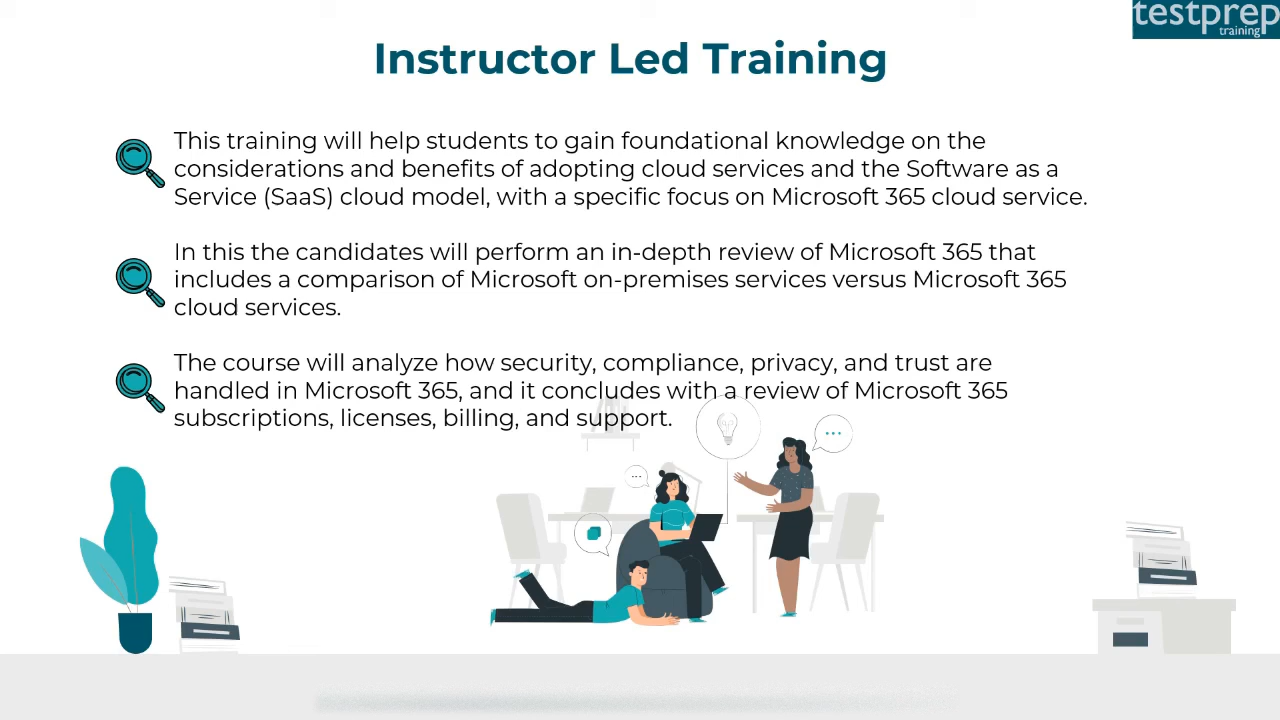 testprep
training
Instructor Led Training
This training will help students to gain foundational knowledge on the
considerations and benefits of adopting cloud services and the Software as a
Service (SaaS) cloud model, with a specific focus on Microsoft 365 cloud service.
In this the candidates will perform an in-depth review of Microsoft 365 that
includes a comparison of Microsoft on-premises services versus Microsoft 365
cloud services.
The course will analyze how security, compliance, privacy, and trust are
handled in Microsoft 365, and it concludes with a review of Microsoft 365
subscriptions, licenses, billing, and support.